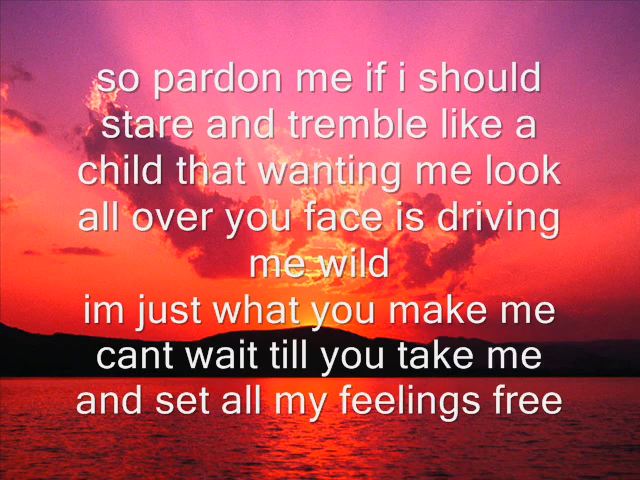 so pardon me if i should
stare and tremble like a
child that wanting me look
all over you face is driving
me wild
im just what you make me
cant wait till you take me
and set all my feelings free